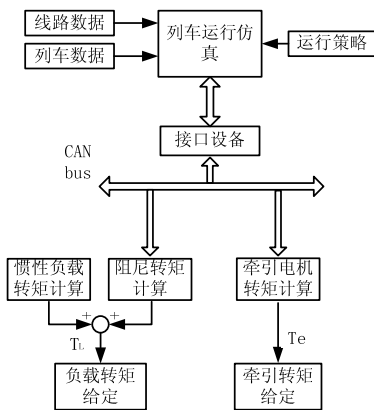 线路数据
列车数据
列车运行仿
真
运行策略
接口设备
CAN
bus
惯性负载
转矩计算
阻尼转矩
计算
牵引电机
转矩计算
+ +
TL
Te
负载转矩
给定
牵引转矩
给定